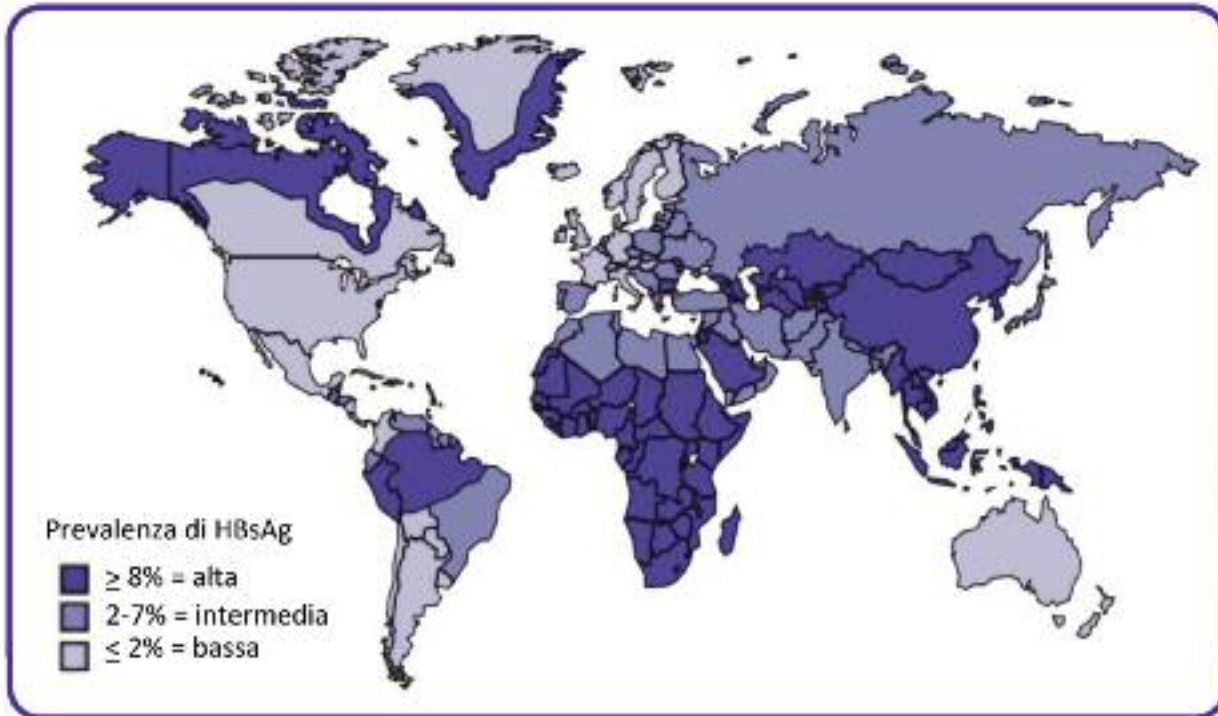 Prevalenza di HBsAg
≥ 8% = alta
2-7% = intermedia
≤ 2% = bassa